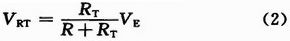 V_RT = R_T / (R + R_T) V_E (2)